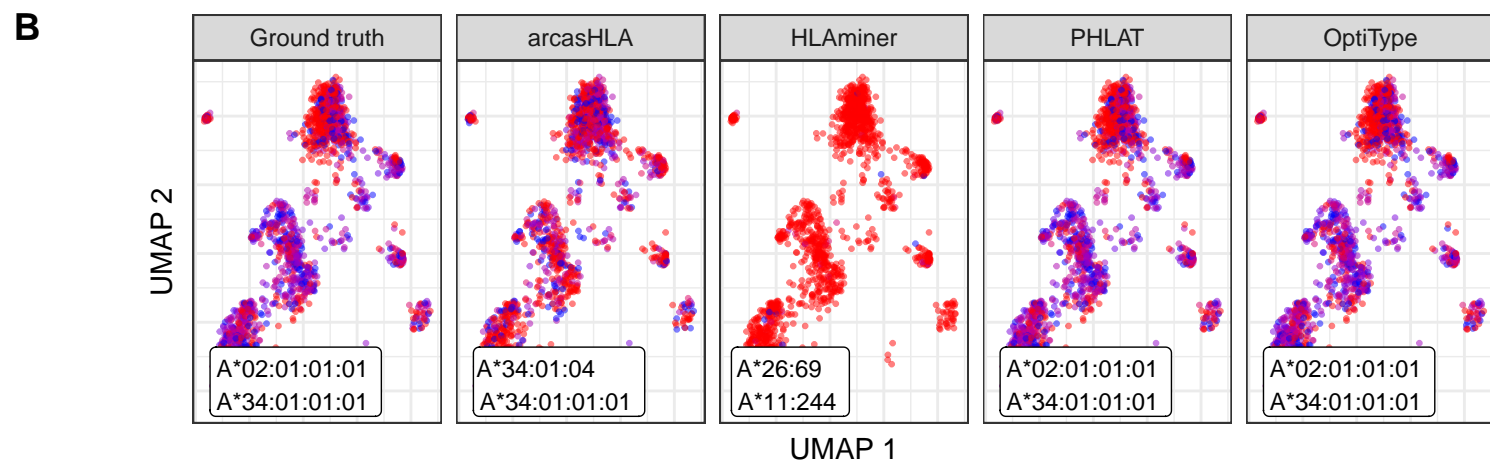 B
Ground truth
arcasHLA
HLAminer
PHLAT
OptiType
UMAP 2
A*02:01:01:01
A*34:01:01:01
A*34:01:04
A*34:01:01:01
A*26:69
A*11:244
A*02:01:01:01
A*34:01:01:01
A*02:01:01:01
A*34:01:01:01
UMAP 1